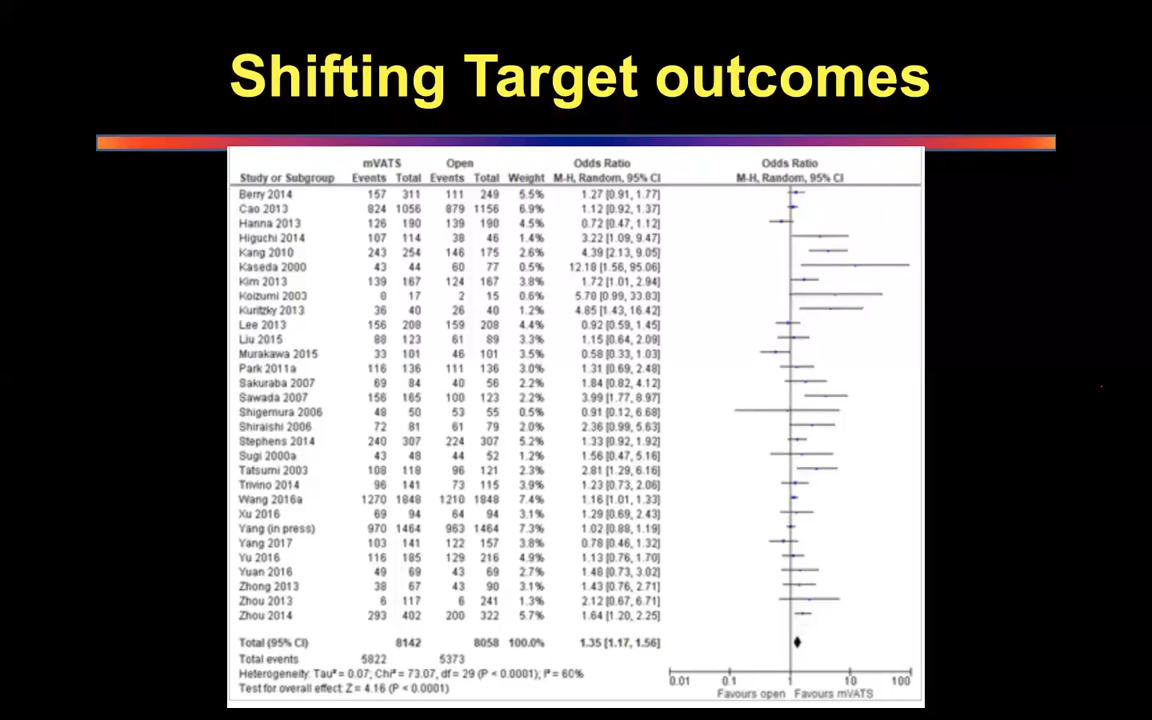 Shifting Target outcomes
mVATS Open Odds Ratio Odds Ratio
Study or Subgroup Events Total Events Total Weight M-H, Random, 95% CI M-H, Random, 95% CI
Berry 2014 157 311 111 249 5.5% 1.27 [0.91, 1.77]
Cao 2013 824 1056 879 1156 6.9% 1.12 [0.92, 1.37]
Hanna 2013 126 190 139 190 4.5% 0.72 [0.47, 1.12]
Higuchi 2014 107 114 38 46 1.4% 3.22 [1.09, 9.47]
Kang 2010 243 254 146 175 2.6% 4.39 [2.13, 9.05]
Kaseda 2000 43 44 60 77 0.5% 12.18 [1.56, 95.06]
Kim 2013 139 167 124 167 3.8% 1.72 [1.01, 2.94]
Koizumi 2003 8 17 2 15 0.6% 5.78 [0.99, 33.83]
Kuritzky 2013 36 40 26 40 1.2% 4.85 [1.43, 16.42]
Lee 2013 156 208 159 208 4.4% 0.92 [0.59, 1.45]
Liu 2015 88 123 61 89 3.3% 1.15 [0.64, 2.09]
Murakawa 2015 33 101 46 101 3.5% 0.58 [0.33, 1.03]
Park 2011a 116 136 111 136 3.0% 1.31 [0.69, 2.48]
Sakuraba 2007 69 84 40 56 2.2% 1.84 [0.82, 4.12]
Sawada 2007 156 165 100 123 2.2% 3.99 [1.77, 8.97]
Shigemura 2006 48 50 53 55 0.5% 0.91 [0.12, 6.68]
Shiraishi 2006 72 81 61 79 2.0% 2.36 [0.99, 5.63]
Stephens 2014 240 307 224 307 5.2% 1.33 [0.92, 1.92]
Sugi 2000a 43 48 44 52 1.2% 1.56 [0.47, 5.16]
Tatsumi 2003 108 118 96 121 2.3% 2.81 [1.29, 6.16]
Trivino 2014 96 141 73 115 3.9% 1.23 [0.73, 2.06]
Wang 2016a 1270 1848 1210 1848 7.4% 1.16 [1.01, 1.33]
Xu 2016 69 94 64 94 3.1% 1.29 [0.69, 2.43]
Yang (in press) 970 1464 963 1464 7.3% 1.02 [0.88, 1.19]
Yang 2017 103 141 122 157 3.8% 0.78 [0.46, 1.32]
Yu 2016 116 185 129 216 4.9% 1.13 [0.76, 1.70]
Yuan 2016 49 69 43 69 2.7% 1.48 [0.73, 3.02]
Zhong 2013 38 67 43 90 3.1% 1.43 [0.76, 2.71]
Zhou 2013 6 117 6 241 1.3% 2.12 [0.67, 6.71]
Zhou 2014 293 402 200 322 5.7% 1.64 [1.20, 2.25]
Total (95% CI) 8142 8058 100.0% 1.35 [1.17, 1.56]
Total events 5822 5373
Heterogeneity: Tau² = 0.07; Chi² = 73.07, df = 29 (P < 0.0001); I² = 60%
Test for overall effect: Z = 4.16 (P < 0.0001)
0.01 0.1 1 10 100
Favours open Favours mVATS